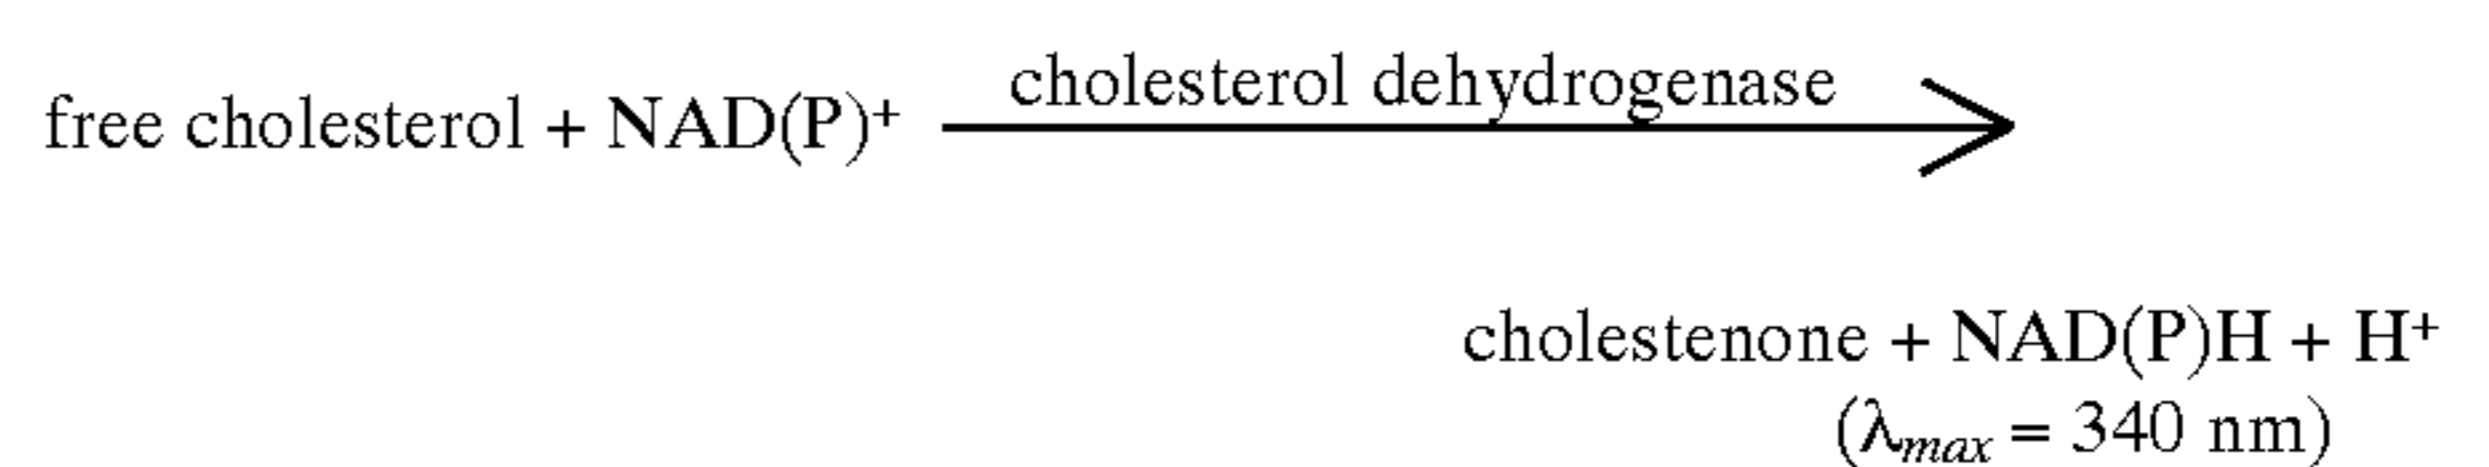 cholesterol dehydrogenase
free cholesterol + NAD(P)⁺
cholestenone + NAD(P)H + H⁺
(λmax = 340 nm)